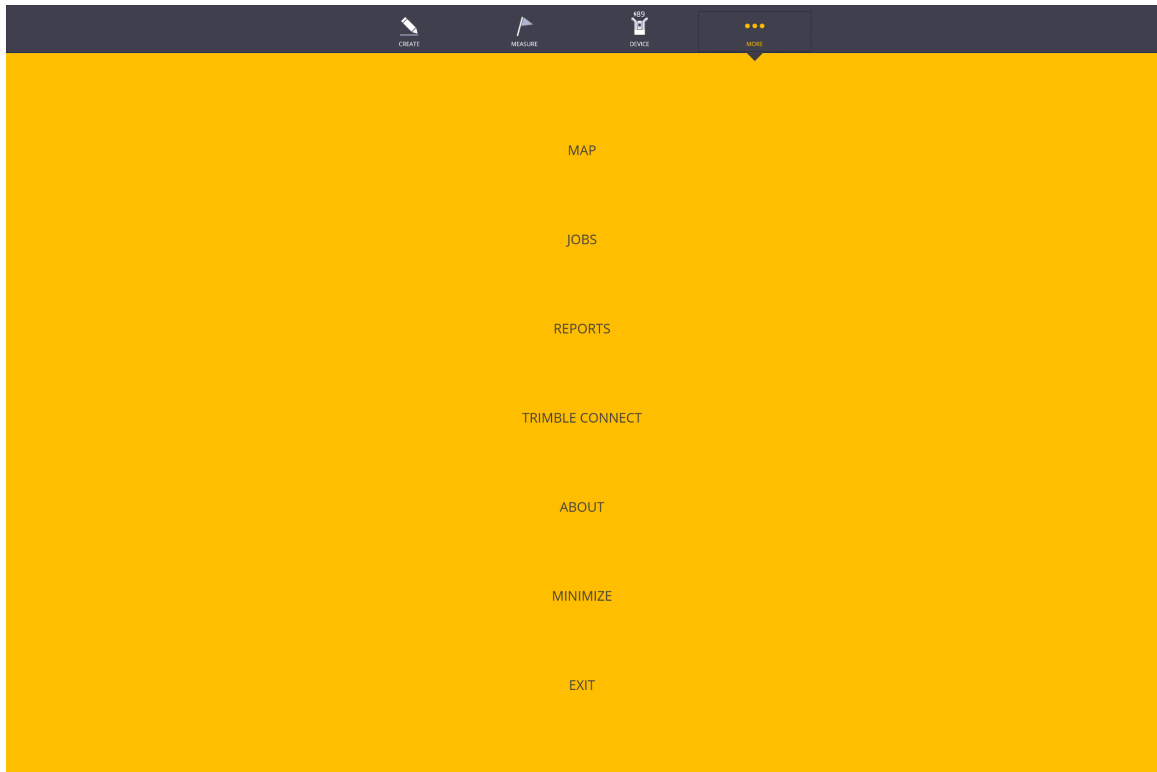 89
CREATE
MEASURE
DEVICE
MORE
MAP
JOBS
REPORTS
TRIMBLE CONNECT
ABOUT
MINIMIZE
EXIT